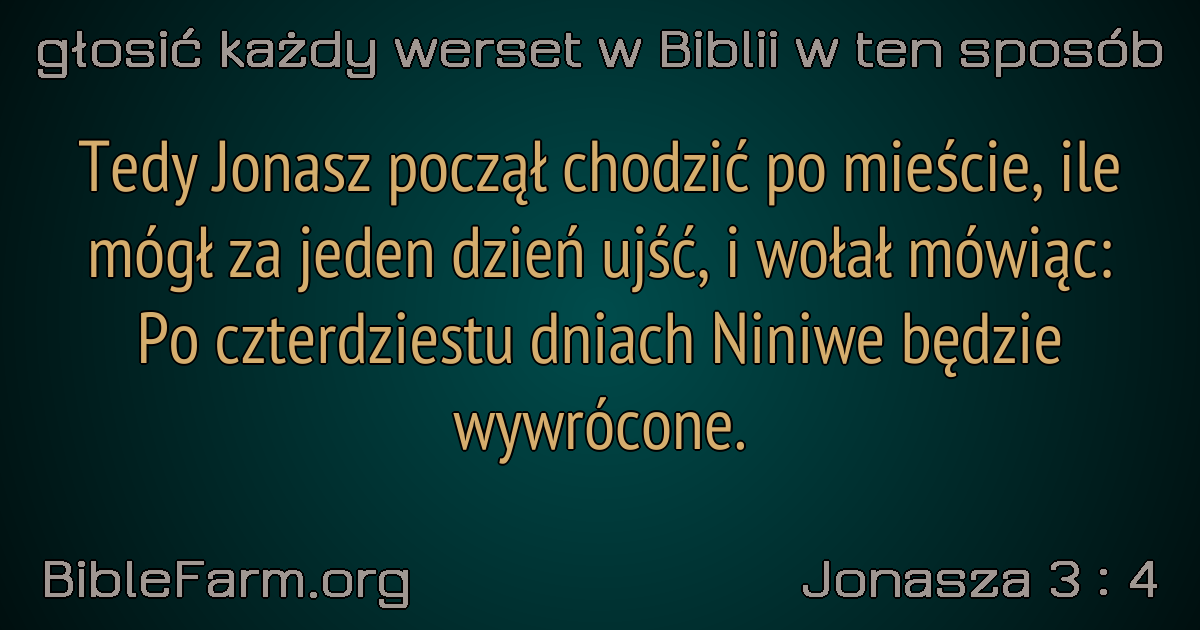 głosić każdy werset w Biblii w ten sposób
Tedy Jonasz począł chodzić po mieście, ile
mógł za jeden dzień ujść, i wołał mówiąc:
Po czterdziestu dniach Niniwe będzie
wywrócone.
BibleFarm.org
Jonasza 3 : 4